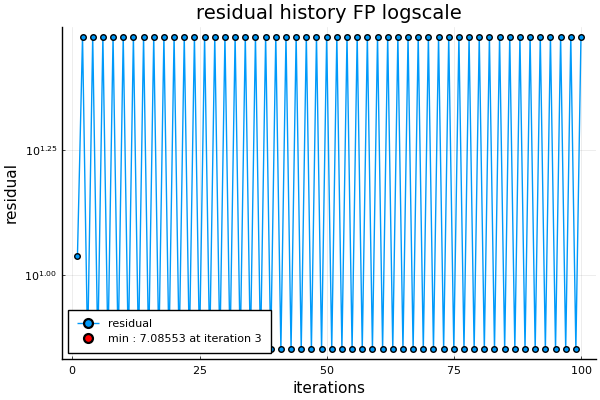 residual history FP logscale
residual
10^1.25
10^1.00
residual
min : 7.08553 at iteration 3
0
25
50
75
100
iterations